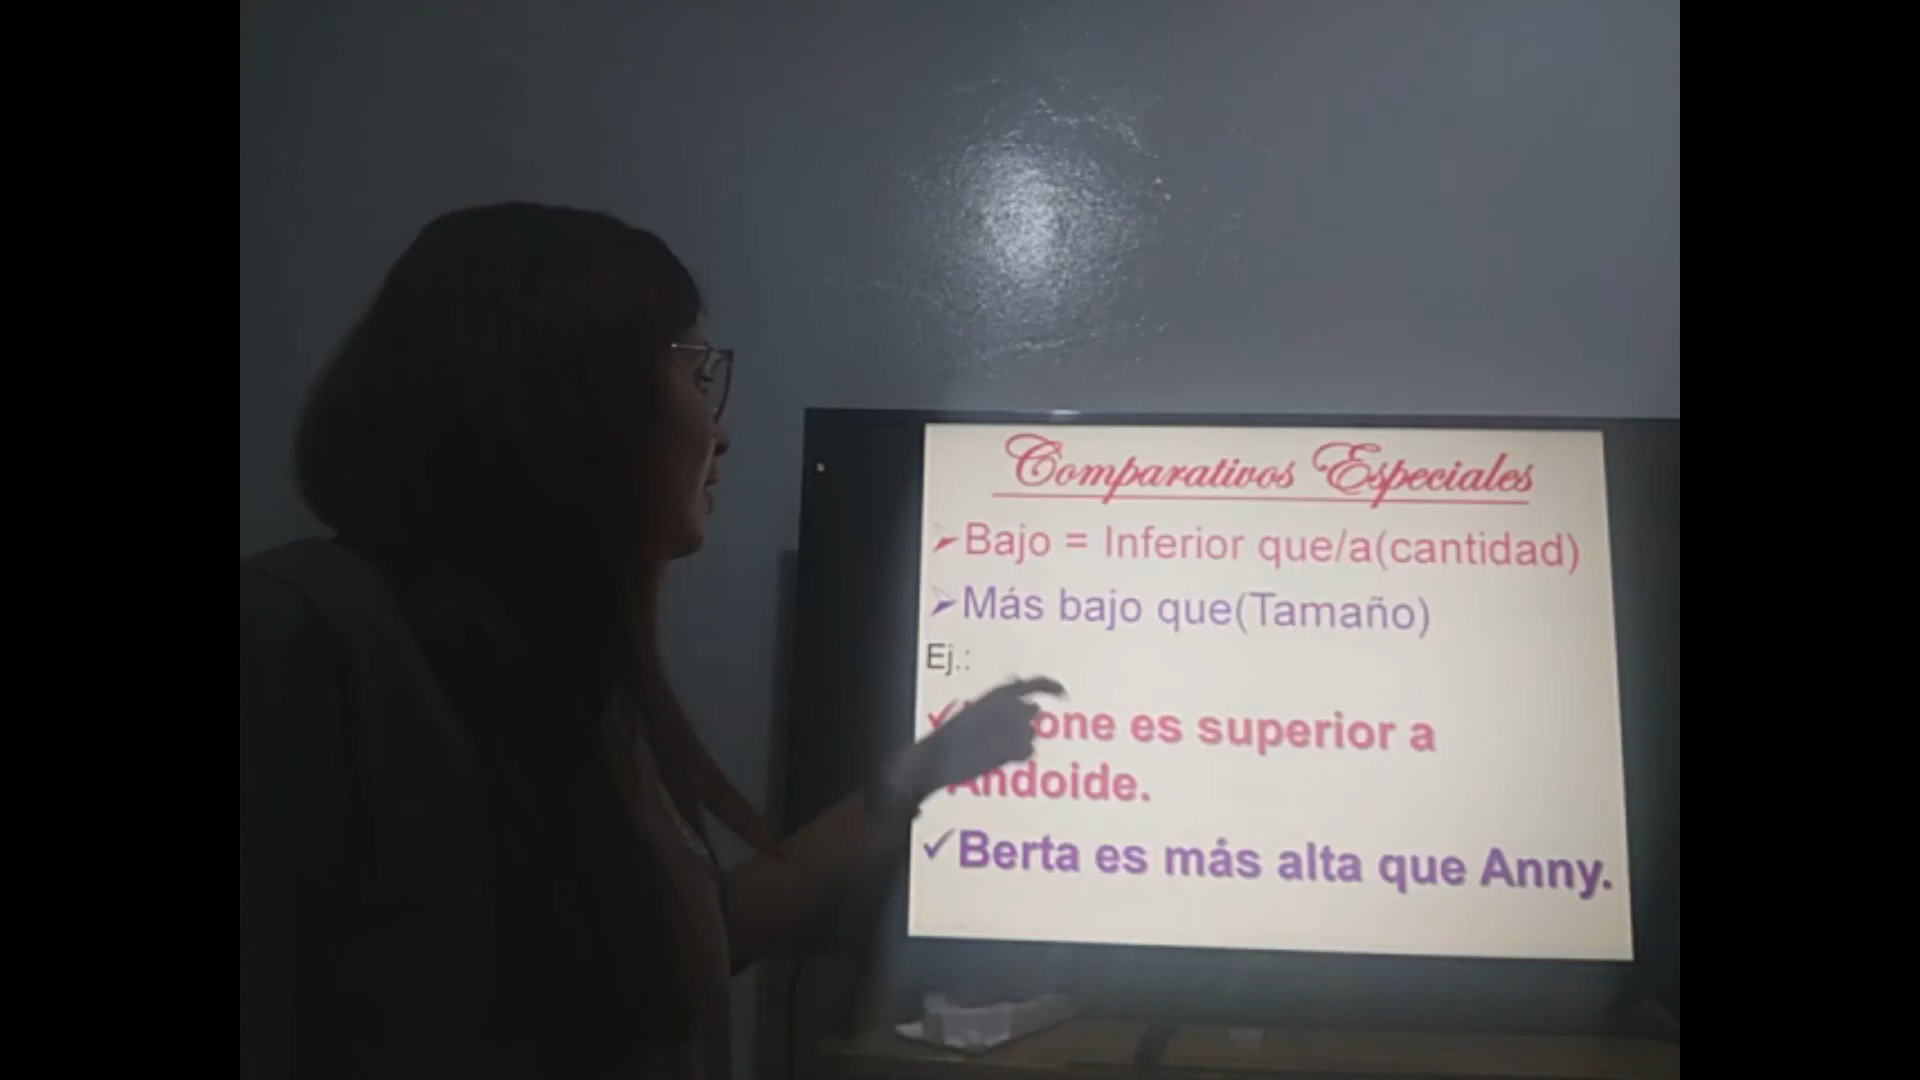 Comparativos Especiales
Bajo = Inferior que/a(cantidad)
Más bajo que(Tamaño)
Ej.:
es superior a
Andoide.
Berta es más alta que Anny.